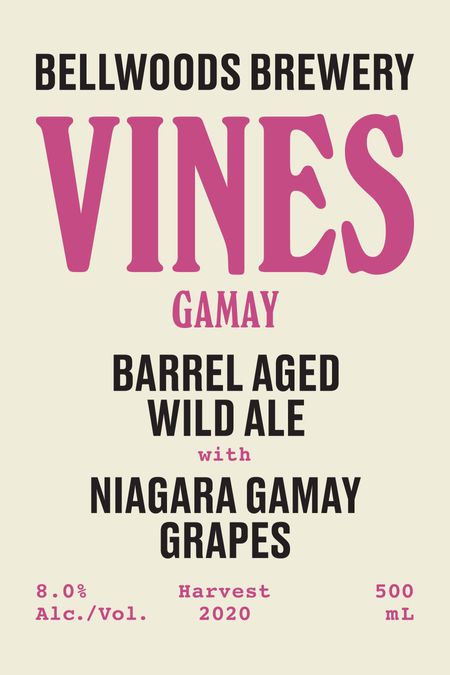 BELLWOODS BREWERY
VINES
GAMAY
BARREL AGED
WILD ALE
with
NIAGARA GAMAY
GRAPES
8.0% Harvest 500
Alc./Vol. 2020 mL